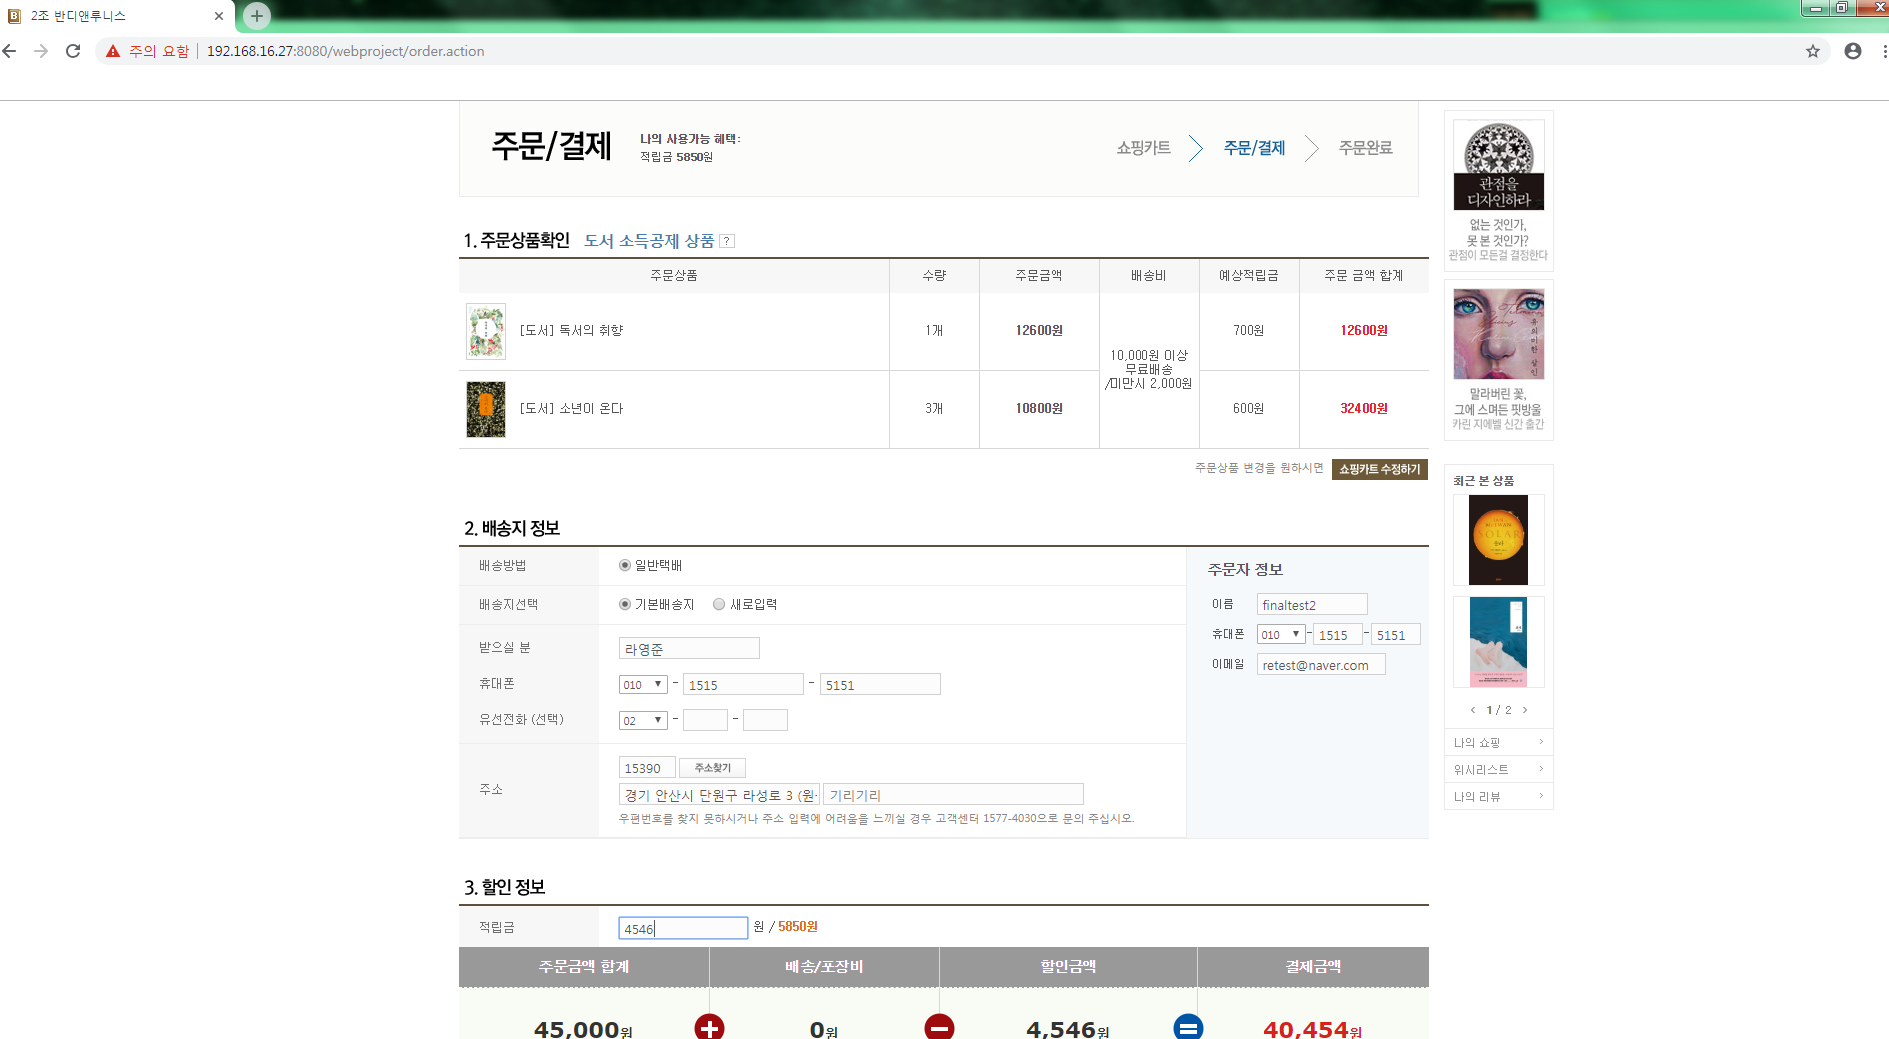 2조 반디앤루니스
주의 요함 | 192.168.16.27:8080/webproject/order.action
주문/결제
나의 사용가능 혜택:
적립금 5850원
쇼핑카트 주문/결제 주문완료
1. 주문상품확인 도서 소득공제 상품 ?
주문상품 수량 주문금액 배송비 예상적립금 주문 금액 합계
[도서] 독서의 취향 1개 12600원 700원 12600원
10,000원 이상
무료배송
/미만시 2,000원
[도서] 소년이 온다 3개 10800원 600원 32400원
주문상품 변경을 원하시면 쇼핑카트 수정하기
2. 배송지 정보
배송방법 일반택배
배송지선택 기본배송지 새로입력
받으실 분 라영준
휴대폰 010 - 1515 - 5151
유선전화 (선택) 02 - -
주소 15390 주소찾기
경기 안산시 단원구 라성로 3 (원 기리기리
우편번호를 찾지 못하시거나 주소 입력에 어려움을 느끼실 경우 고객센터 1577-4030으로 문의 주십시오.
주문자 정보
이름 finaltest2
휴대폰 010 - 1515 - 5151
이메일 retest@naver.com
3. 할인 정보
적립금 4546 원 / 5850원
주문금액 합계 배송/포장비 할인금액 결제금액
45,000원 + 0원 − 4,546원 = 40,454원
관점을
디자인하라
없는 것인가,
못 본 것인가?
관점이 모든걸 결정한다
유의미한 살인
말라버린 꽃,
그에 스며든 핏방울
카린 지에벨 신간 출간
최근 본 상품
SOLAR
‹ 1 / 2 ›
나의 쇼핑 ›
위시리스트 ›
나의 리뷰 ›